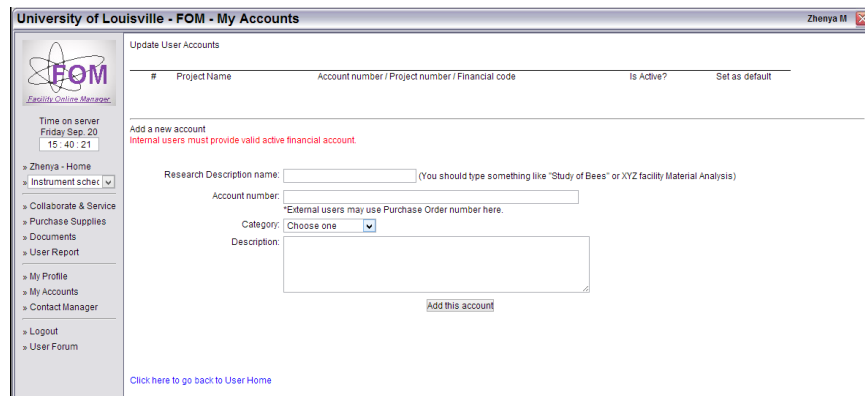 University of Louisville - FOM - My Accounts
Zhenya M
FOM
Facility Online Manager
Time on server
Friday Sep. 20
15 : 40 : 21
» Zhenya - Home
» Instrument sched
» Collaborate & Service
» Purchase Supplies
» Documents
» User Report
» My Profile
» My Accounts
» Contact Manager
» Logout
» User Forum
Update User Accounts
# Project Name Account number / Project number / Financial code Is Active? Set as default
Add a new account
Internal users must provide valid active financial account.
Research Description name: (You should type something like "Study of Bees" or XYZ facility Material Analysis)
Account number:
*External users may use Purchase Order number here.
Category: Choose one
Description:
Add this account
Click here to go back to User Home